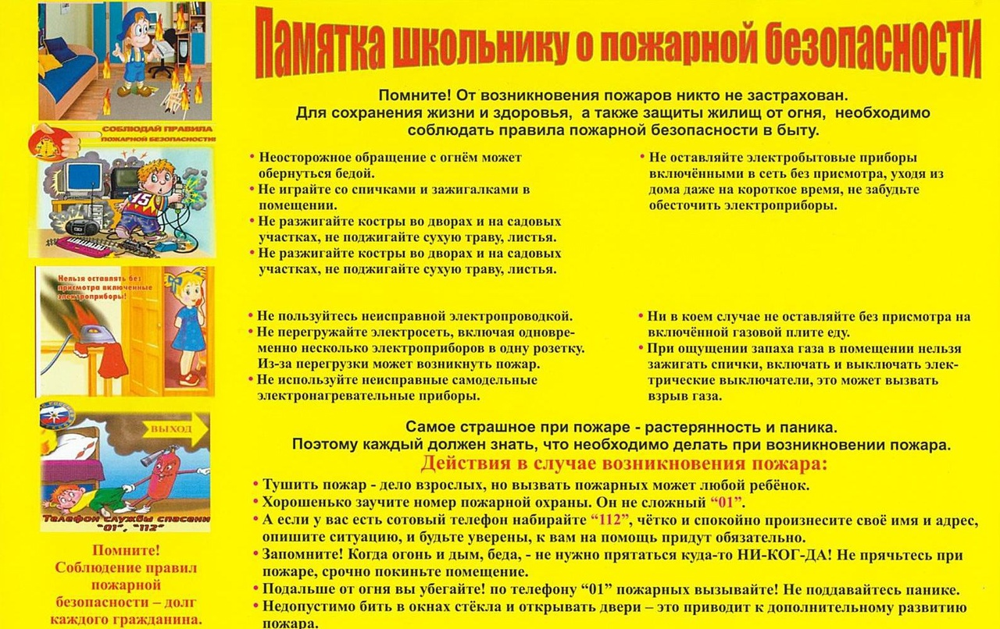 Памятка школьнику о пожарной безопасности
Помните! От возникновения пожаров никто не застрахован.
Для сохранения жизни и здоровья, а также защиты жилищ от огня, необходимо
соблюдать правила пожарной безопасности в быту.
• Неосторожное обращение с огнём может
обернуться бедой.
• Не играйте со спичками и зажигалками в
помещении.
• Не разжигайте костры во дворах и на садовых
участках, не поджигайте сухую траву, листья.
• Не разжигайте костры во дворах и на садовых
участках, не поджигайте сухую траву, листья.
• Не оставляйте электробытовые приборы
включёнными в сеть без присмотра, уходя из
дома даже на короткое время, не забудьте
обесточить электроприборы.
• Не пользуйтесь неисправной электропроводкой.
• Не перегружайте электросеть, включая одновре-
менно несколько электроприборов в одну розетку.
Из-за перегрузки может возникнуть пожар.
• Не используйте неисправные самодельные
электронагревательные приборы.
• Ни в коем случае не оставляйте без присмотра на
включённой газовой плите еду.
• При ощущении запаха газа в помещении нельзя
зажигать спички, включать и выключать элек-
трические выключатели, это может вызвать
взрыв газа.
Самое страшное при пожаре - растерянность и паника.
Поэтому каждый должен знать, что необходимо делать при возникновении пожара.
Действия в случае возникновения пожара:
• Тушить пожар - дело взрослых, но вызвать пожарных может любой ребёнок.
• Хорошенько заучите номер пожарной охраны. Он не сложный “01”.
• А если у вас есть сотовый телефон набирайте “112”, чётко и спокойно произнесите своё имя и адрес,
опишите ситуацию, и будьте уверены, к вам на помощь придут обязательно.
• Запомните! Когда огонь и дым, беда, - не нужно прятаться куда-то НИ-КОГ-ДА! Не прячьтесь при
пожаре, срочно покиньте помещение.
• Подальше от огня вы убегайте! по телефону “01” пожарных вызывайте! Не поддавайтесь панике.
• Недопустимо бить в окнах стёкла и открывать двери – это приводит к дополнительному развитию
пожара.
СОБЛЮДАЙ ПРАВИЛА
ПОЖАРНОЙ БЕЗОПАСНОСТИ!
15
Нельзя оставлять без
присмотра включенные
электроприборы!
ВЫХОД
Телефон службы спасени
"01", "112"
Помните!
Соблюдение правил
пожарной
безопасности – долг
каждого гражданина.